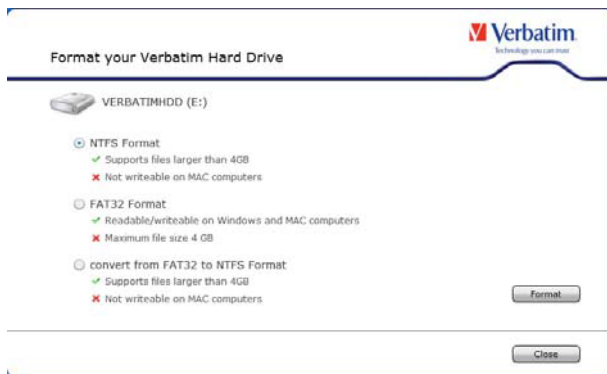 Verbatim.
Technology you can trust
Format your Verbatim Hard Drive
VERBATIMHDD (E:)
NTFS Format
Supports files larger than 4GB
Not writeable on MAC computers
FAT32 Format
Readable/writeable on Windows and MAC computers
Maximum file size 4 GB
convert from FAT32 to NTFS Format
Supports files larger than 4GB
Not writeable on MAC computers
Format
Close